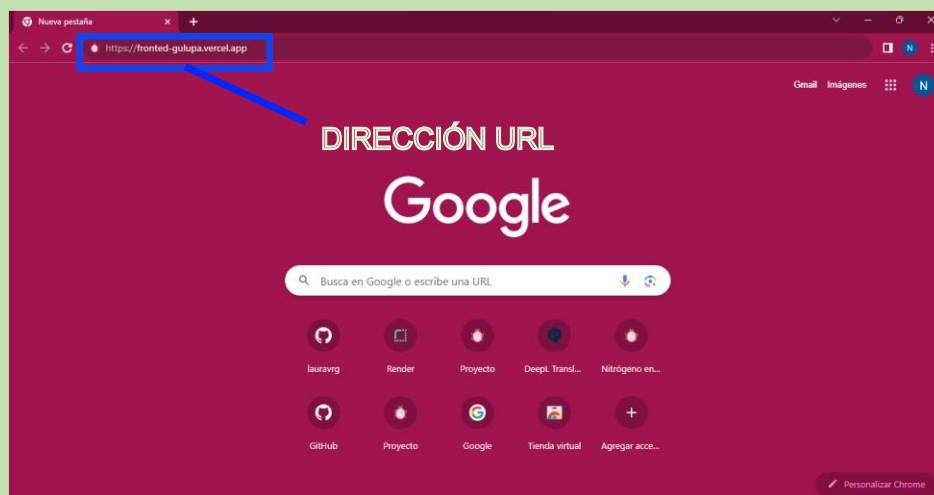 Nueva pestaña
https://fronted-gulupa.vercel.app
N
Gmail Imágenes
N
DIRECCIÓN URL
Google
Busca en Google o escribe una URL
lauravrg Render Proyecto DeepL Transl... Nitrógeno en...
GitHub Proyecto Google Tienda virtual Agregar acce...
Personalizar Chrome